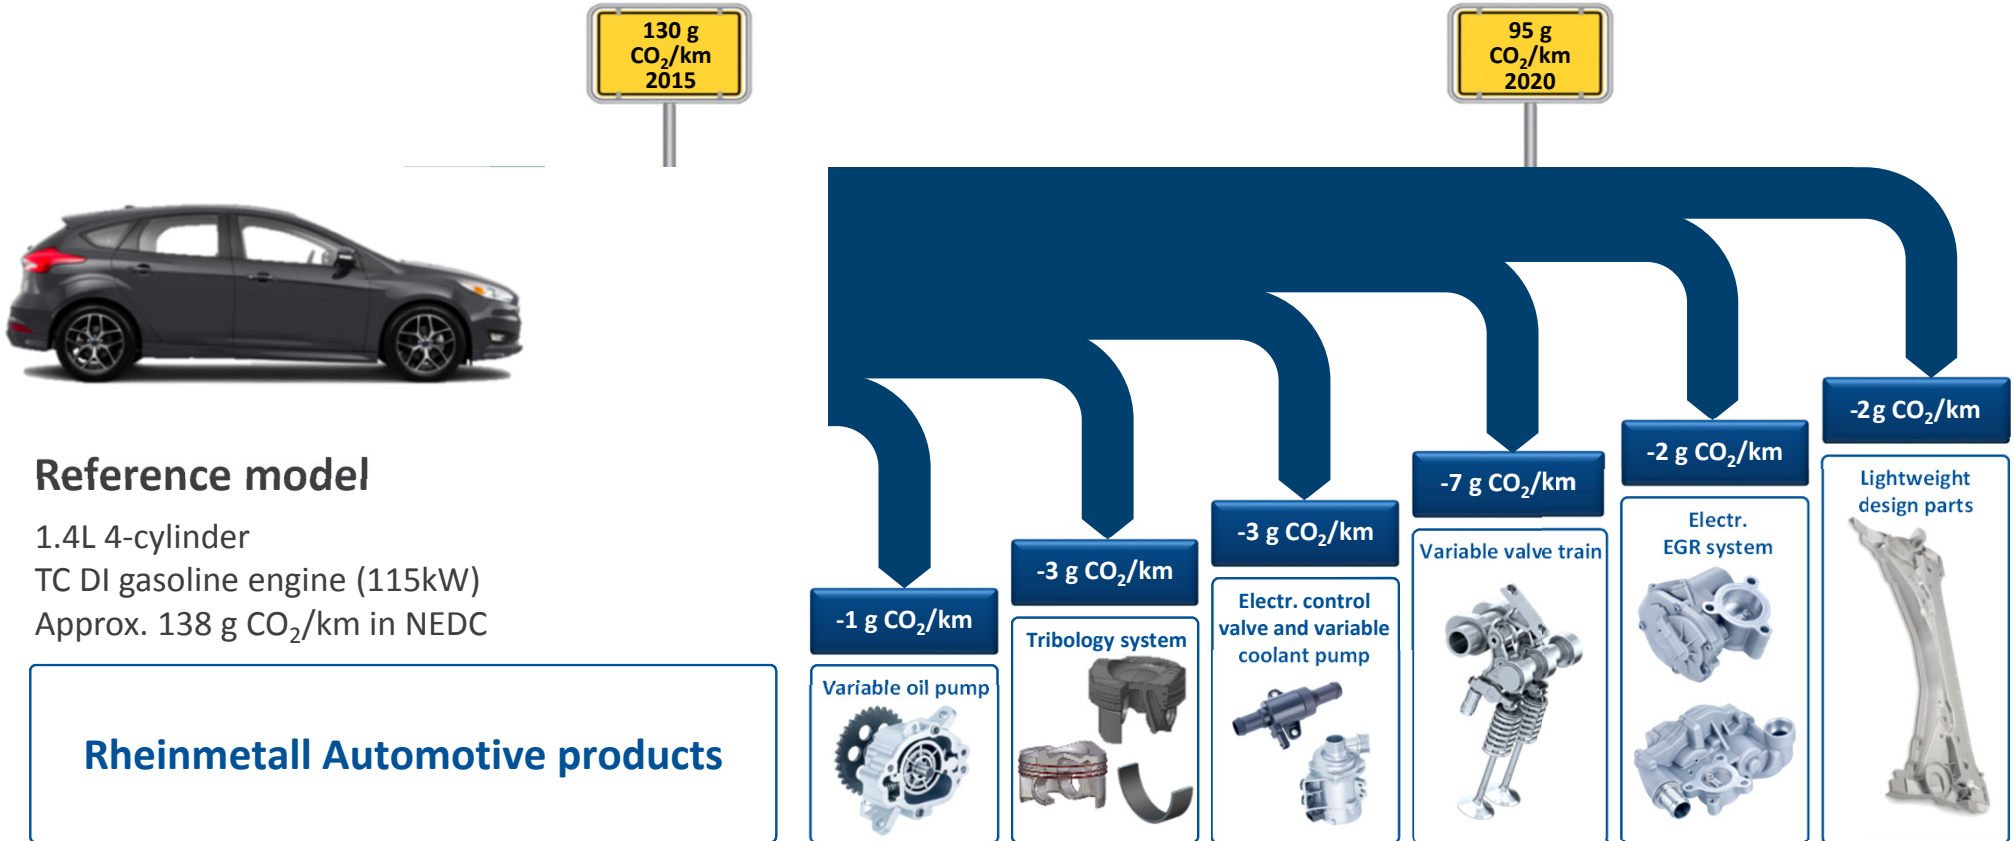 130 g
CO₂/km
2015
95 g
CO₂/km
2020
Reference model
1.4L 4-cylinder
TC DI gasoline engine (115kW)
Approx. 138 g CO₂/km in NEDC
Rheinmetall Automotive products
-1 g CO₂/km
Variable oil pump
-3 g CO₂/km
Tribology system
-3 g CO₂/km
Electr. control
valve and variable
coolant pump
-7 g CO₂/km
Variable valve train
-2 g CO₂/km
Electr.
EGR system
-2g CO₂/km
Lightweight
design parts